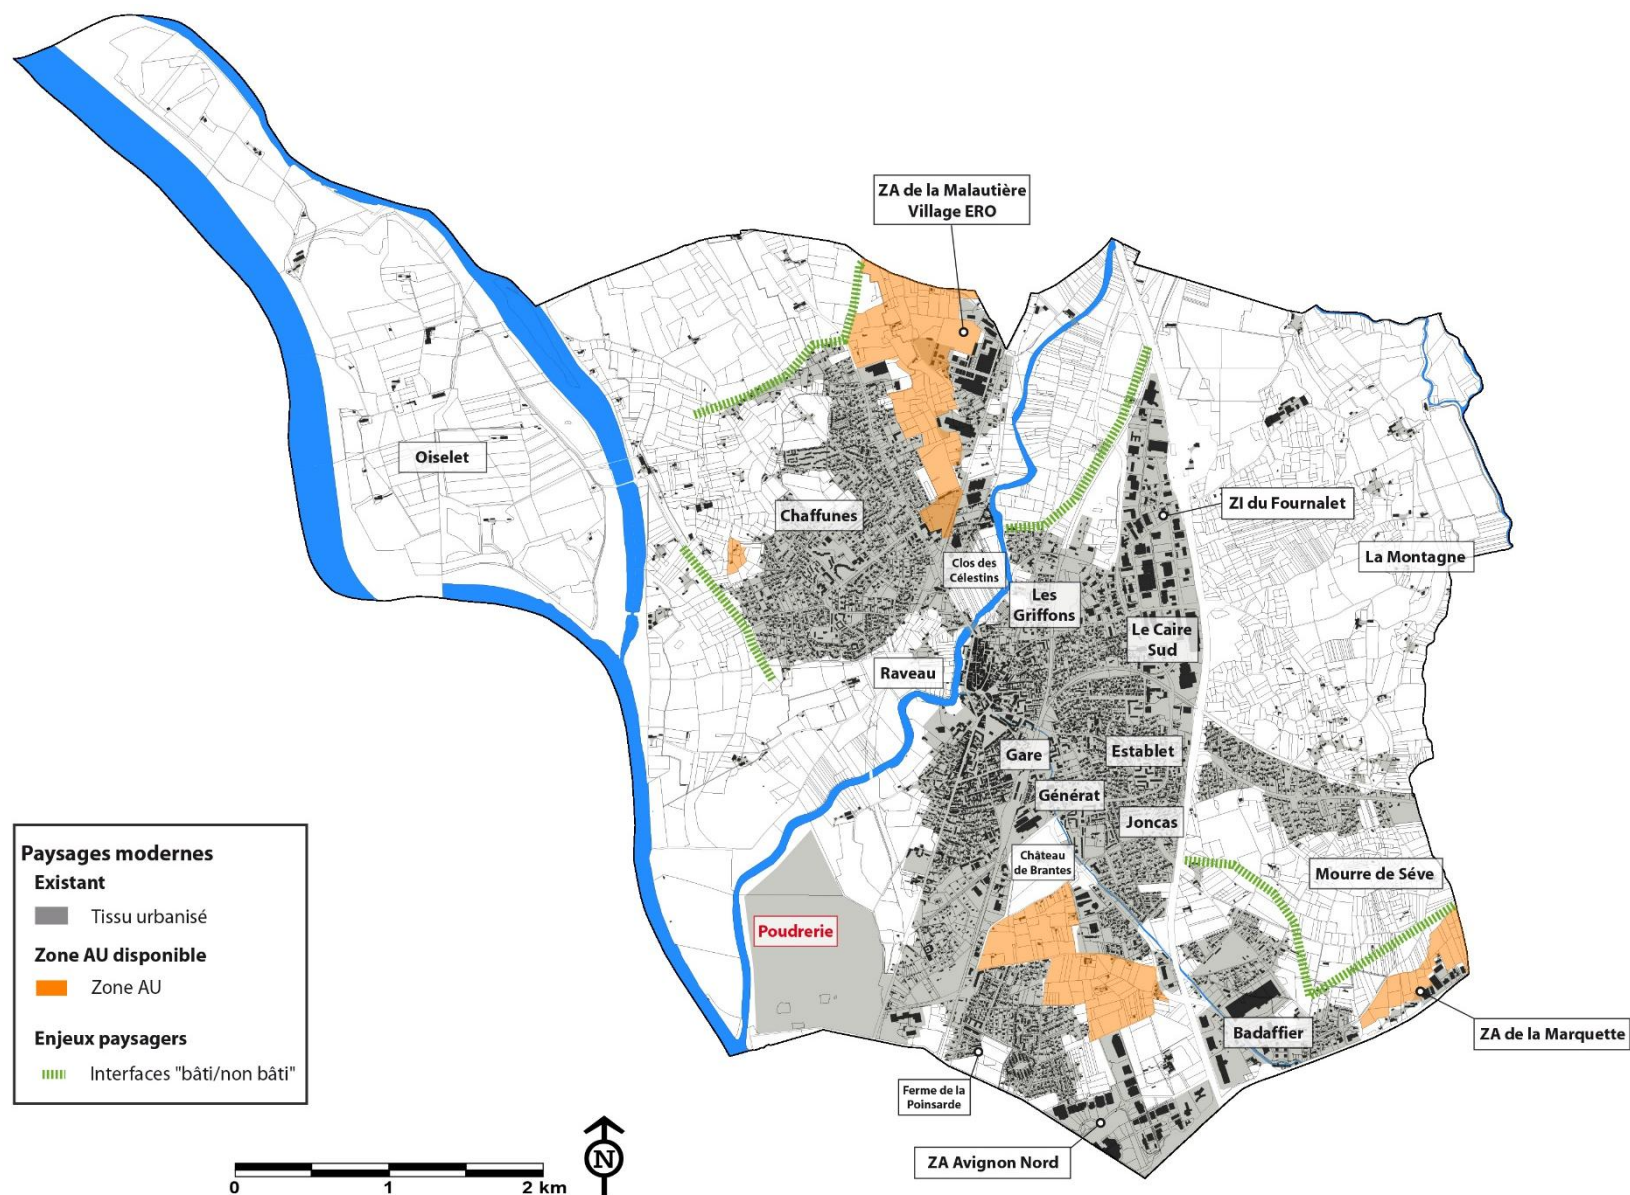 ZA de la Malautière
Village ERO
Oiselet
Chaffunes
ZI du Fournalet
La Montagne
Clos des
Célestins
Les
Griffons
Le Caire
Sud
Raveau
Gare
Establet
Générat
Joncas
Château
de Brantes
Mourre de Séve
Poudrerie
Badaffier
ZA de la Marquette
Ferme de la
Poinsarde
ZA Avignon Nord
Paysages modernes
Existant
Tissu urbanisé
Zone AU disponible
Zone AU
Enjeux paysagers
Interfaces "bâti/non bâti"
0 1 2 km
N